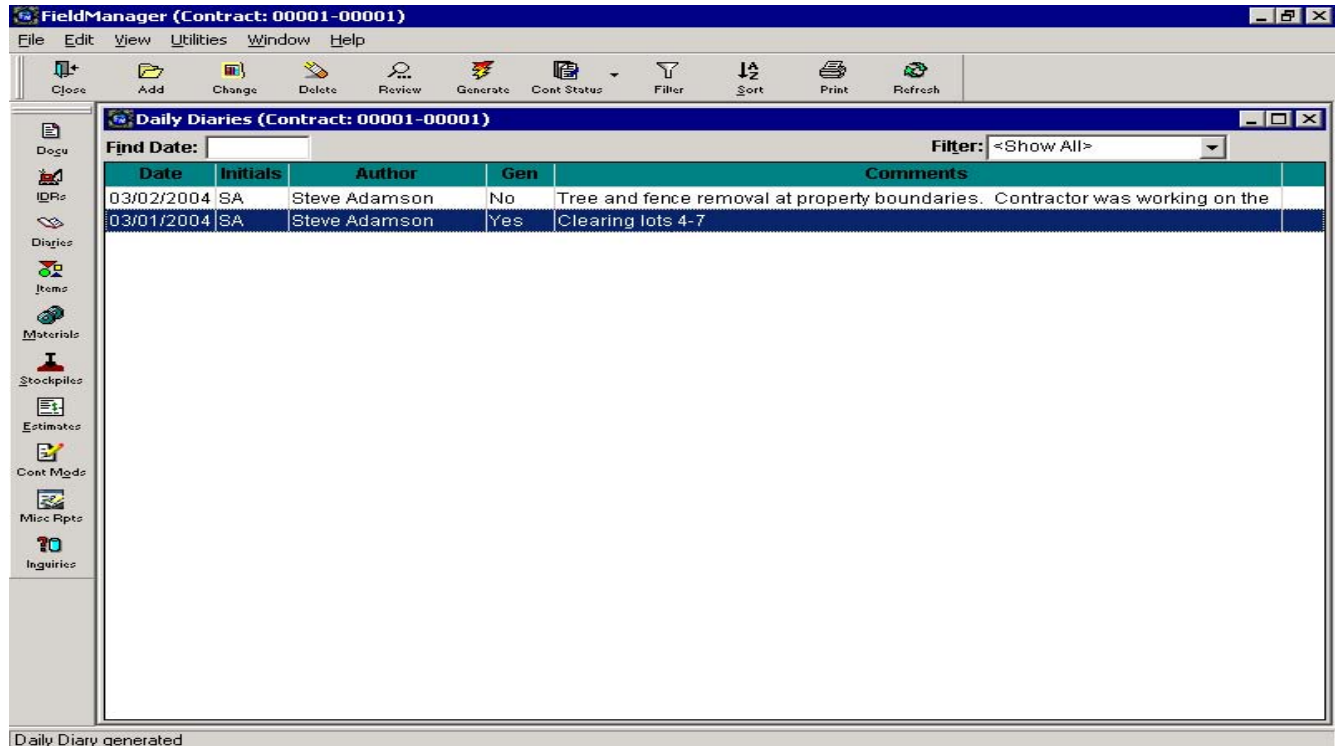 FieldManager (Contract: 00001-00001)
File Edit View Utilities Window Help
Close Add Change Delete Review Generate Cont Status Filter Sort Print Refresh
Daily Diaries (Contract: 00001-00001)
Find Date: Filter: <Show All>
Date Initials Author Gen Comments
03/02/2004 SA Steve Adamson No Tree and fence removal at property boundaries. Contractor was working on the
03/01/2004 SA Steve Adamson Yes Clearing lots 4-7
Docu
IDRs
Diaries
Items
Materials
Stockpiles
Estimates
Cont Mods
Misc Rpts
Inquiries
Daily Diary generated